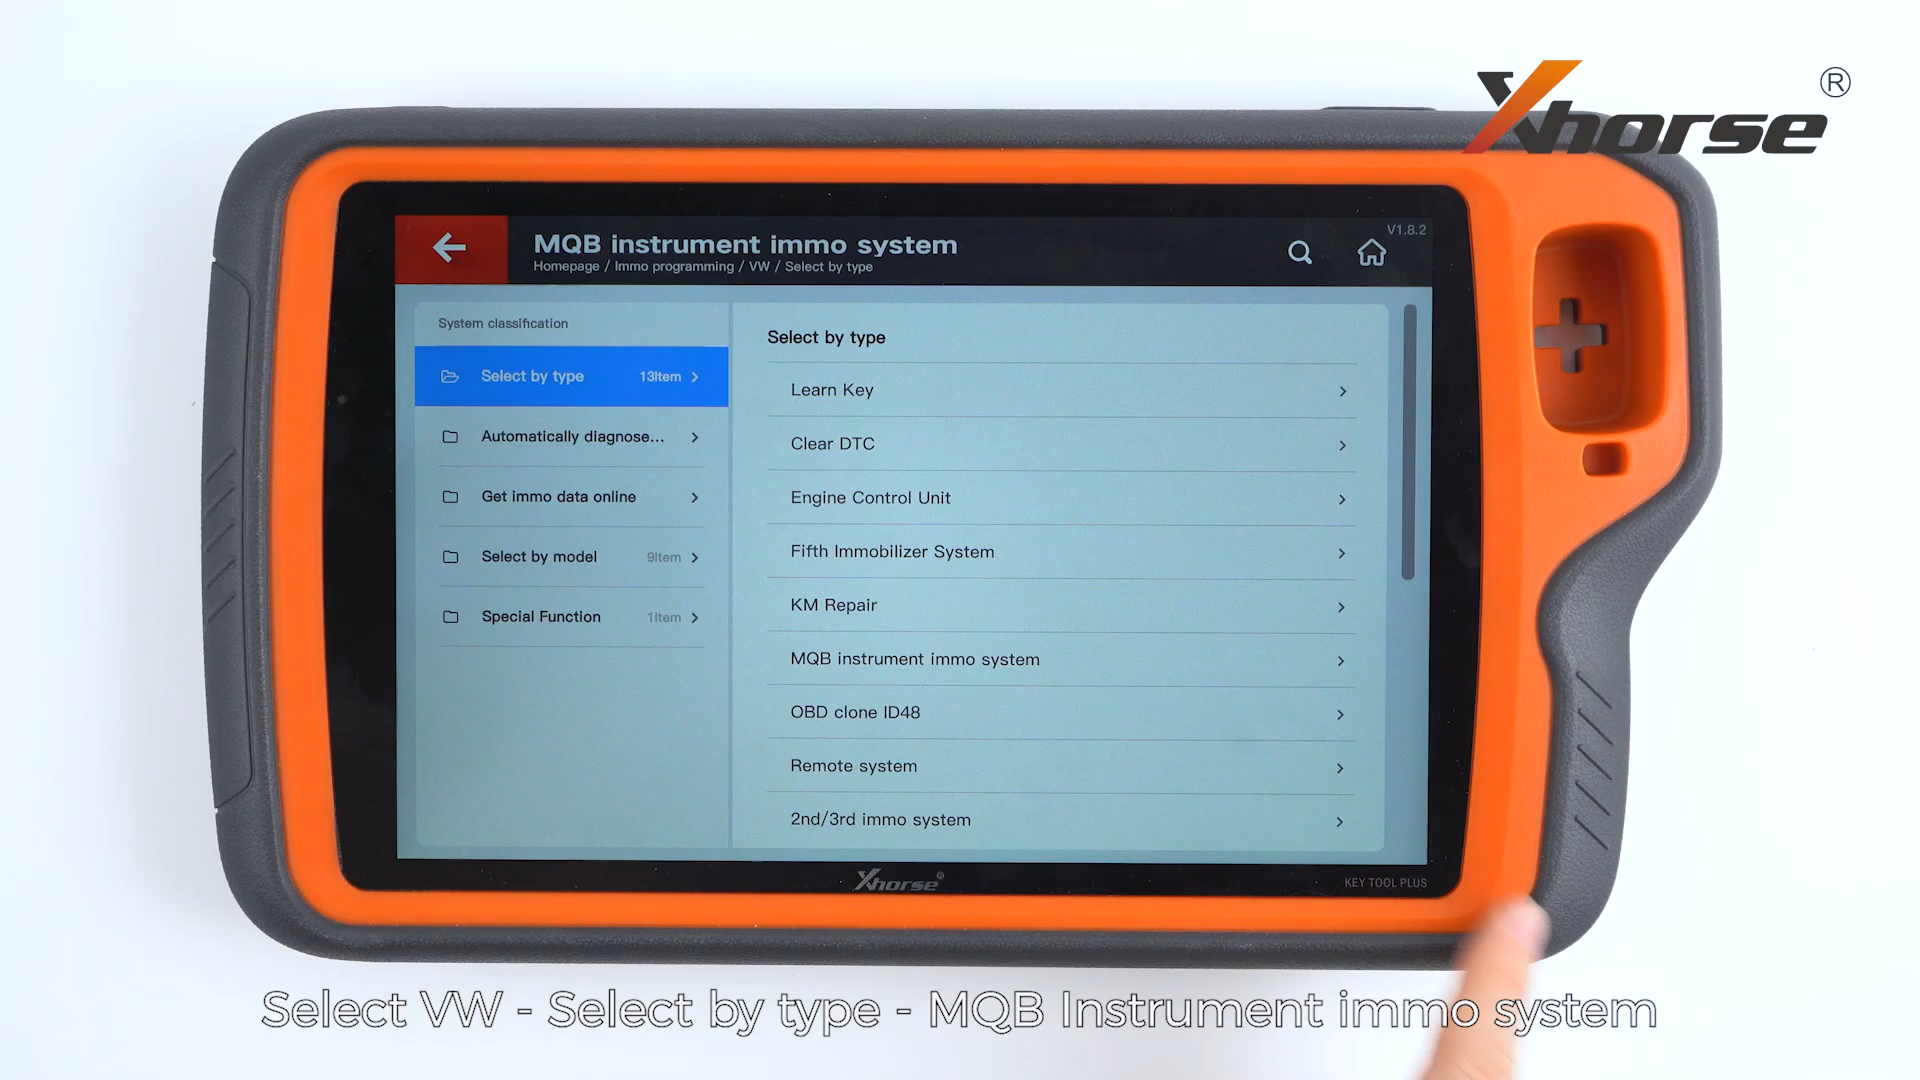 Xhorse ®
V1.8.2
MQB instrument immo system
Homepage / Immo programming / VW / Select by type
System classification
Select by type 13Item
Automatically diagnose...
Get immo data online
Select by model 9Item
Special Function 1Item
Select by type
Learn Key
Clear DTC
Engine Control Unit
Fifth Immobilizer System
KM Repair
MQB instrument immo system
OBD clone ID48
Remote system
2nd/3rd immo system
Xhorse®
KEY TOOL PLUS
Select VW - Select by type - MQB Instrument immo system